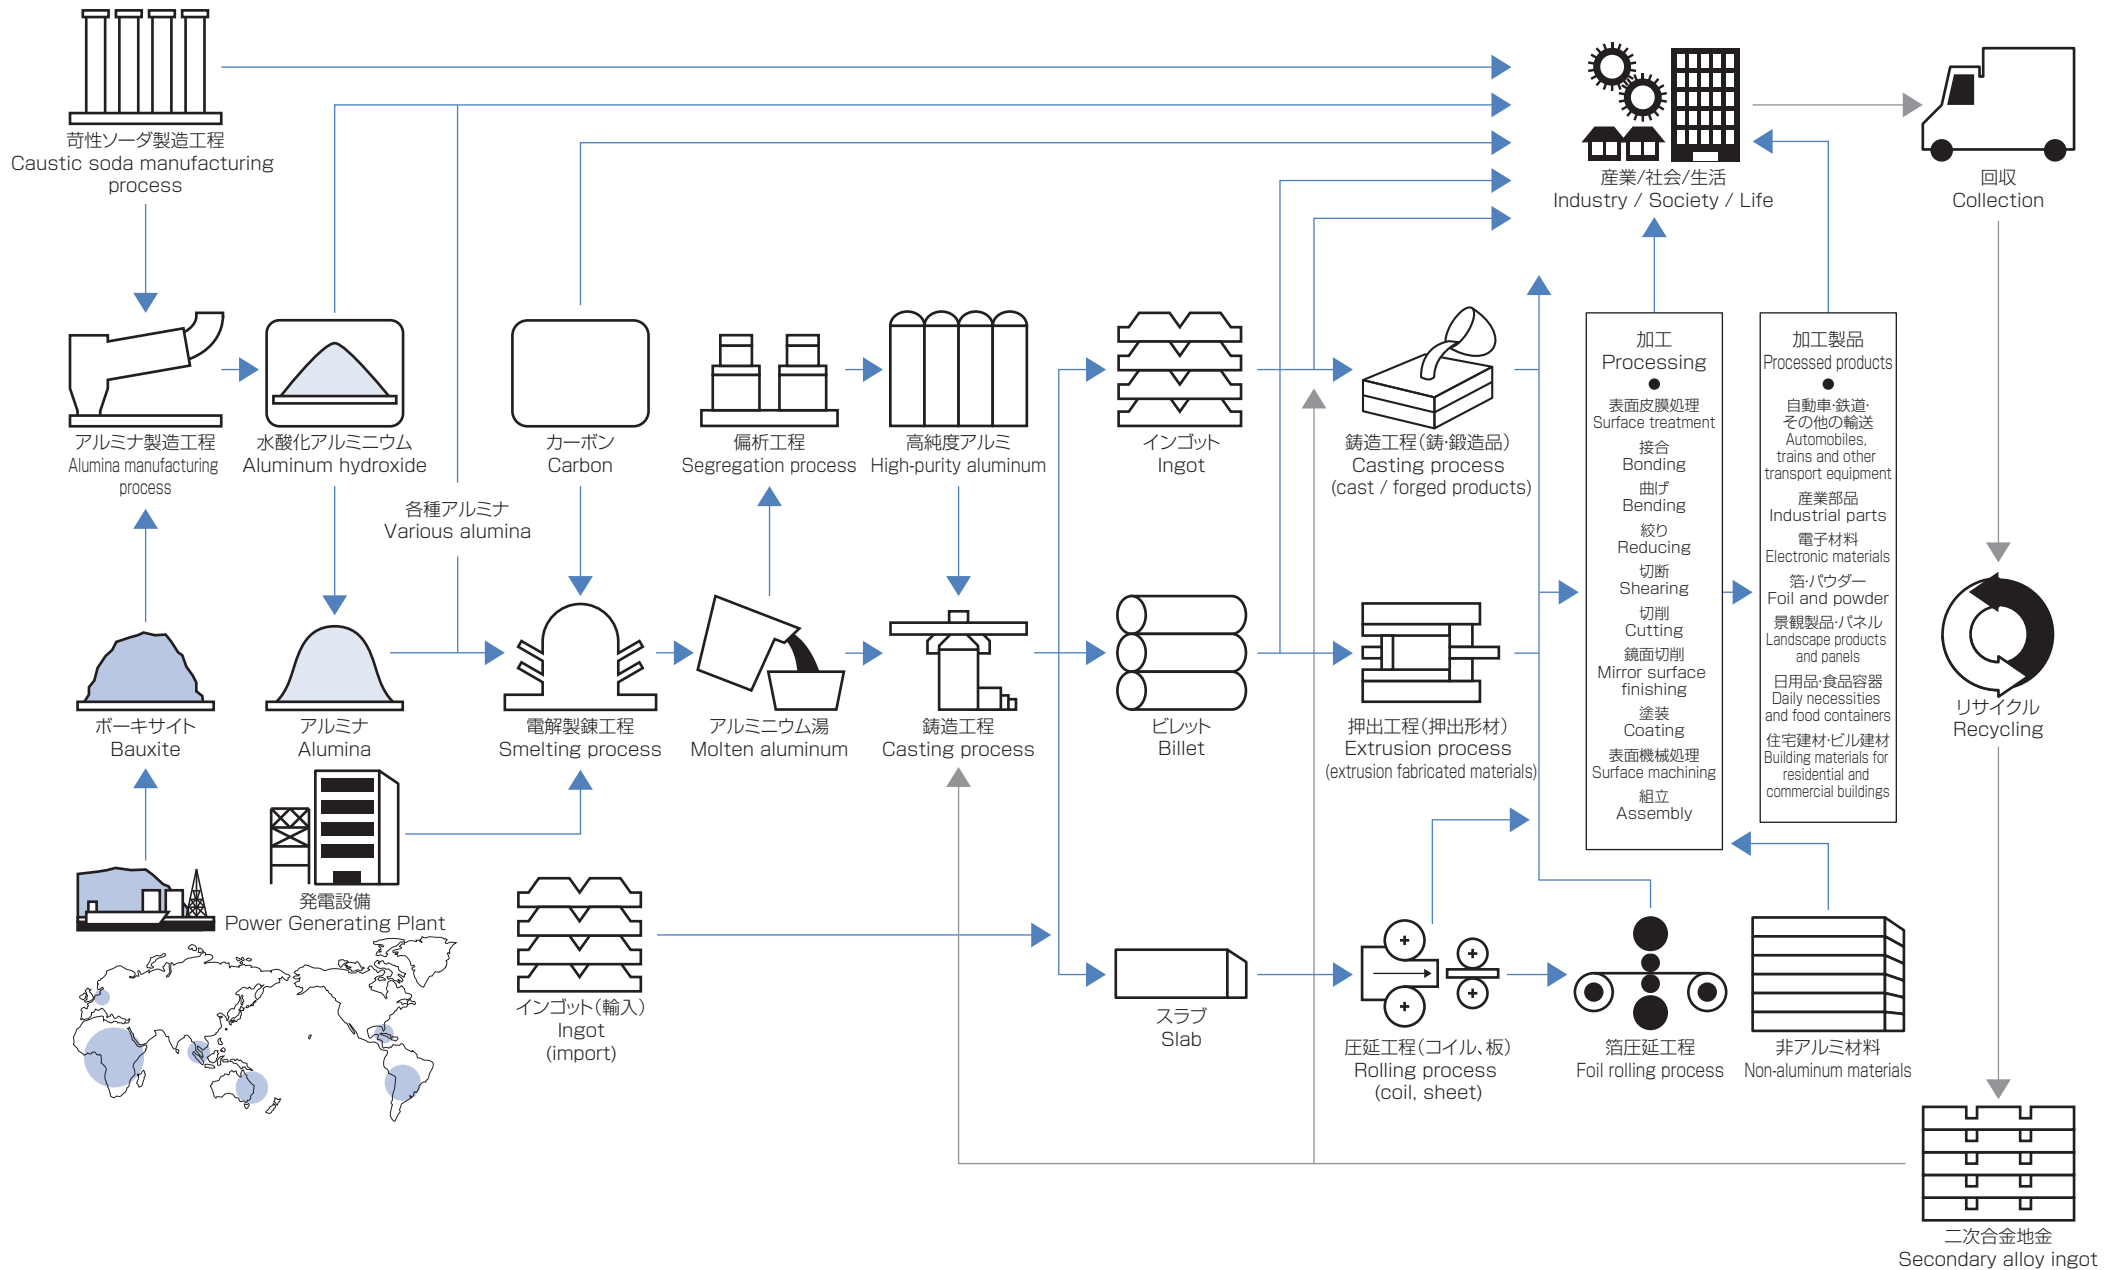 苛性ソーダ製造工程
Caustic soda manufacturing
process
産業/社会/生活
Industry / Society / Life
回収
Collection
アルミナ製造工程
Alumina manufacturing
process
水酸化アルミニウム
Aluminum hydroxide
各種アルミナ
Various alumina
カーボン
Carbon
偏析工程
Segregation process
高純度アルミ
High-purity aluminum
インゴット
Ingot
鋳造工程(鋳・鍛造品)
Casting process
(cast / forged products)
加工
Processing
●
表面皮膜処理
Surface treatment
接合
Bonding
曲げ
Bending
絞り
Reducing
切断
Shearing
切削
Cutting
鏡面切削
Mirror surface
finishing
塗装
Coating
表面機械処理
Surface machining
組立
Assembly
加工製品
Processed products
●
自動車・鉄道・
その他の輸送
Automobiles,
trains and other
transport equipment
産業部品
Industrial parts
電子材料
Electronic materials
箔・パウダー
Foil and powder
景観製品・パネル
Landscape products
and panels
日用品・食品容器
Daily necessities
and food containers
住宅建材・ビル建材
Building materials for
residential and
commercial buildings
ボーキサイト
Bauxite
アルミナ
Alumina
電解製錬工程
Smelting process
アルミニウム湯
Molten aluminum
鋳造工程
Casting process
ビレット
Billet
押出工程(押出形材)
Extrusion process
(extrusion fabricated materials)
リサイクル
Recycling
発電設備
Power Generating Plant
インゴット(輸入)
Ingot
(import)
スラブ
Slab
圧延工程(コイル、板)
Rolling process
(coil, sheet)
箔圧延工程
Foil rolling process
非アルミ材料
Non-aluminum materials
二次合金地金
Secondary alloy ingot